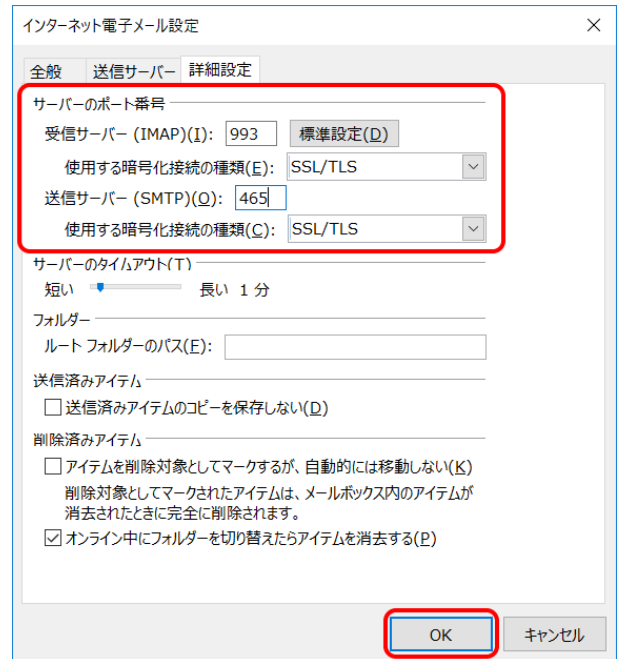 インターネット電子メール設定
全般 送信サーバー 詳細設定
サーバーのポート番号
受信サーバー (IMAP)(I): 993 標準設定(D)
使用する暗号化接続の種類(E): SSL/TLS
送信サーバー (SMTP)(O): 465
使用する暗号化接続の種類(C): SSL/TLS
サーバーのタイムアウト(T)
短い 長い 1 分
フォルダー
ルート フォルダーのパス(F):
送信済みアイテム
送信済みアイテムのコピーを保存しない(D)
削除済みアイテム
アイテムを削除対象としてマークするが、自動的には移動しない(K)
削除対象としてマークされたアイテムは、メールボックス内のアイテムが
消去されたときに完全に削除されます。
オンライン中にフォルダーを切り替えたらアイテムを消去する(P)
OK キャンセル